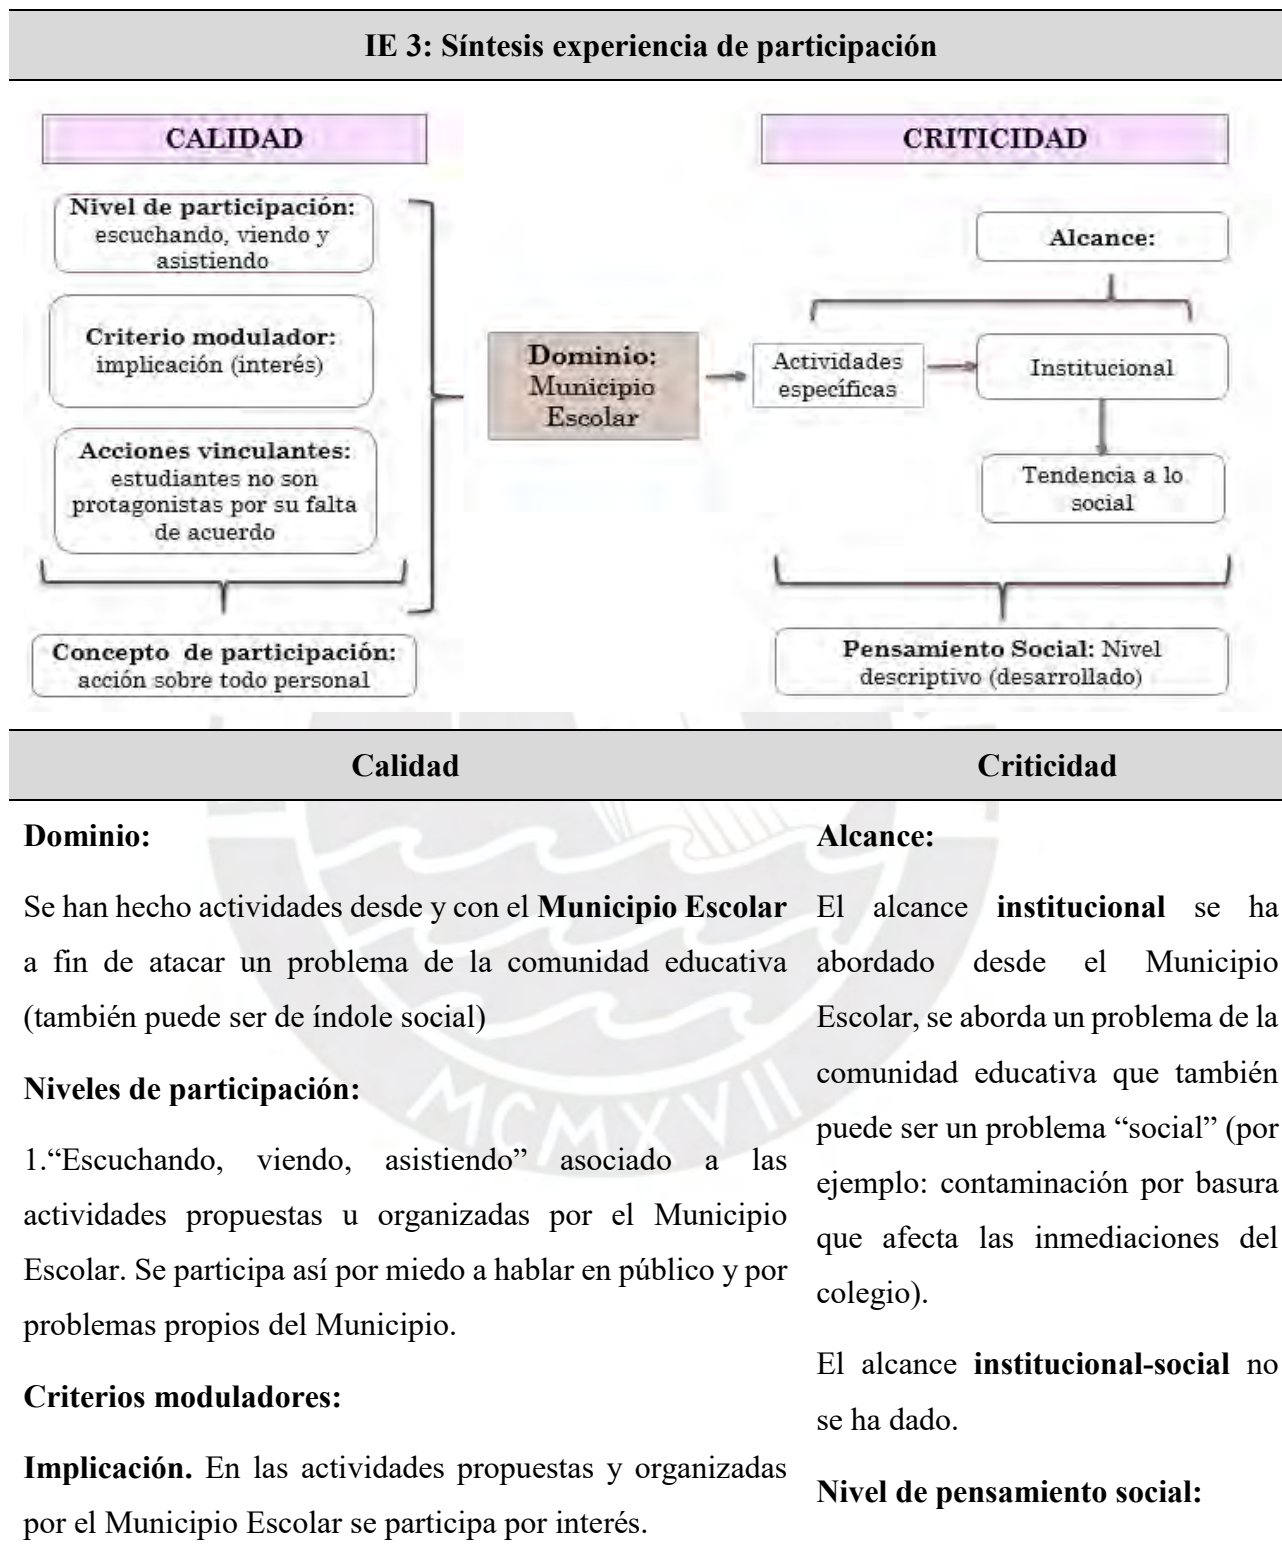 IE 3: Síntesis experiencia de participación
CALIDAD
CRITICIDAD
Nivel de participación:
escuchando, viendo y
asistiendo
Criterio modulador:
implicación (interés)
Acciones vinculantes:
estudiantes no son
protagonistas por su falta
de acuerdo
Concepto de participación:
acción sobre todo personal
Dominio:
Municipio
Escolar
Alcance:
Actividades
específicas
Institucional
Tendencia a lo
social
Pensamiento Social: Nivel
descriptivo (desarrollado)
Calidad
Criticidad
Dominio:
Se han hecho actividades desde y con el Municipio Escolar
a fin de atacar un problema de la comunidad educativa
(también puede ser de índole social)
Niveles de participación:
1.“Escuchando, viendo, asistiendo” asociado a las
actividades propuestas u organizadas por el Municipio
Escolar. Se participa así por miedo a hablar en público y por
problemas propios del Municipio.
Criterios moduladores:
Implicación. En las actividades propuestas y organizadas
por el Municipio Escolar se participa por interés.
Alcance:
El alcance institucional se ha
abordado desde el Municipio
Escolar, se aborda un problema de la
comunidad educativa que también
puede ser un problema “social” (por
ejemplo: contaminación por basura
que afecta las inmediaciones del
colegio).
El alcance institucional-social no
se ha dado.
Nivel de pensamiento social:
MCMXVII